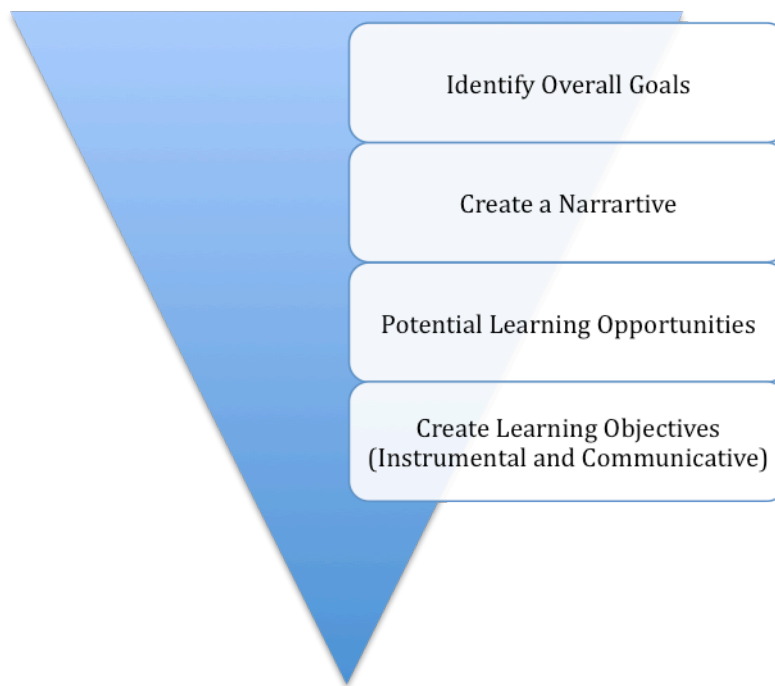 Identify Overall Goals
Create a Narrartive
Potential Learning Opportunities
Create Learning Objectives
(Instrumental and Communicative)